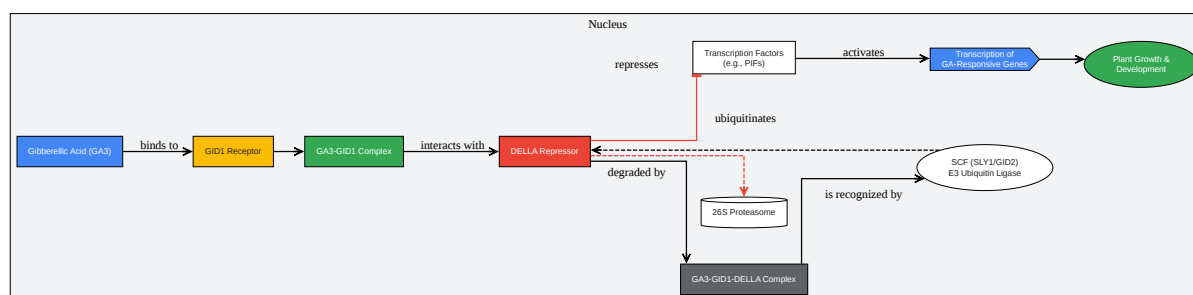 Nucleus
Transcription Factors
(e.g., PIFs)
activates
Transcription of
GA-Responsive Genes
Plant Growth &
Development
represses
ubiquitinates
Gibberellic Acid (GA3)
binds to
GID1 Receptor
GA3-GID1 Complex
interacts with
DELLA Repressor
degraded by
SCF (SLY1/GID2)
E3 Ubiquitin Ligase
is recognized by
26S Proteasome
GA3-GID1-DELLA Complex